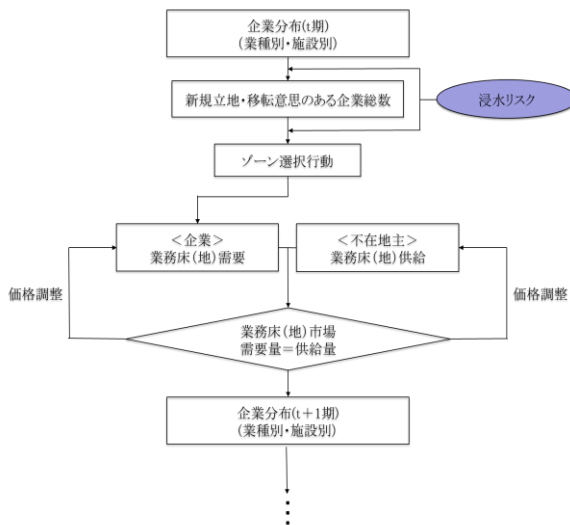 企業分布(t期)
(業種別・施設別)
新規立地・移転意思のある企業総数
浸水リスク
ゾーン選択行動
＜企業＞
業務床(地)需要
＜不在地主＞
業務床(地)供給
価格調整
価格調整
業務床(地)市場
需要量＝供給量
企業分布(t＋1期)
(業種別・施設別)